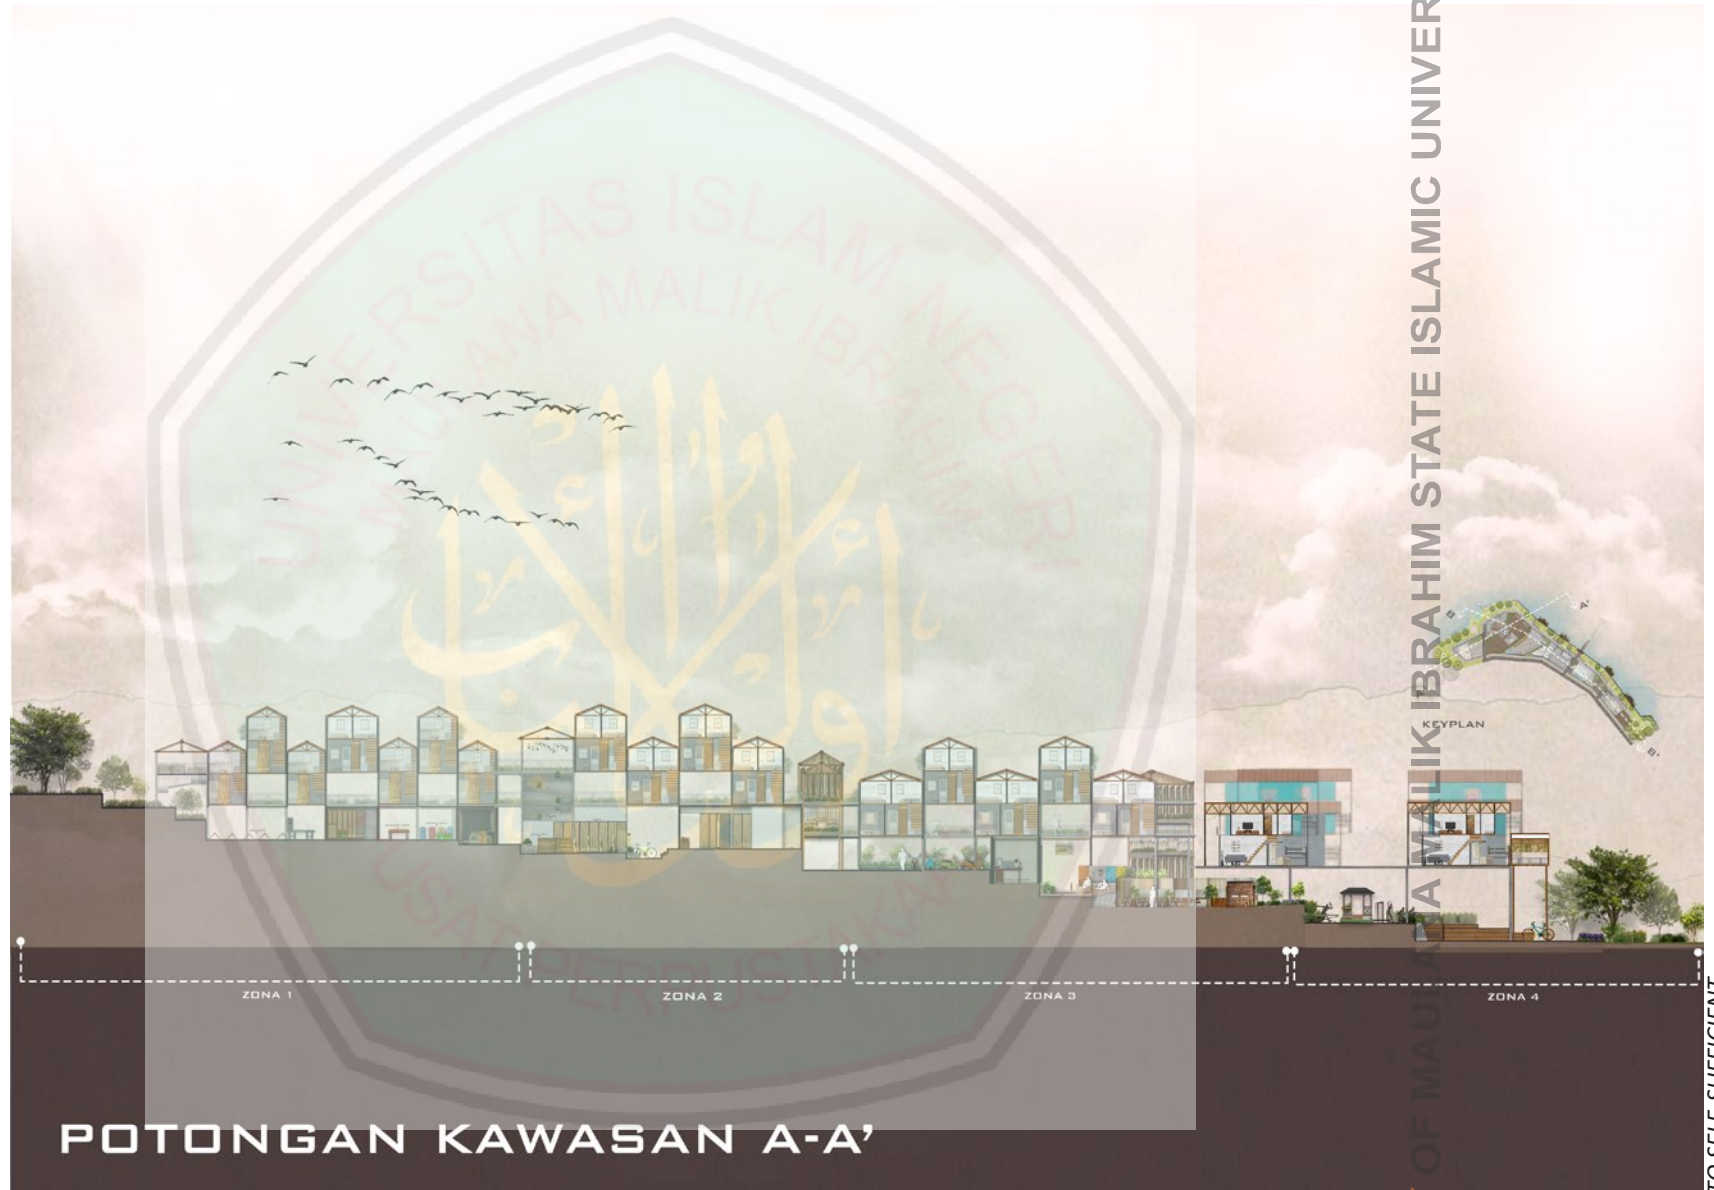 UNIVERSITAS ISLAM NEGERI
MAULANA MALIK IBRAHIM
PUSAT PERPUSTAKAAN
OF MAULANA MALIK IBRAHIM STATE ISLAMIC UNIVER
B
A'
KEYPLAN
B'
ZONA 1
ZONA 2
ZONA 3
ZONA 4
POTONGAN KAWASAN A-A'
TO SELF SUFFICIENT